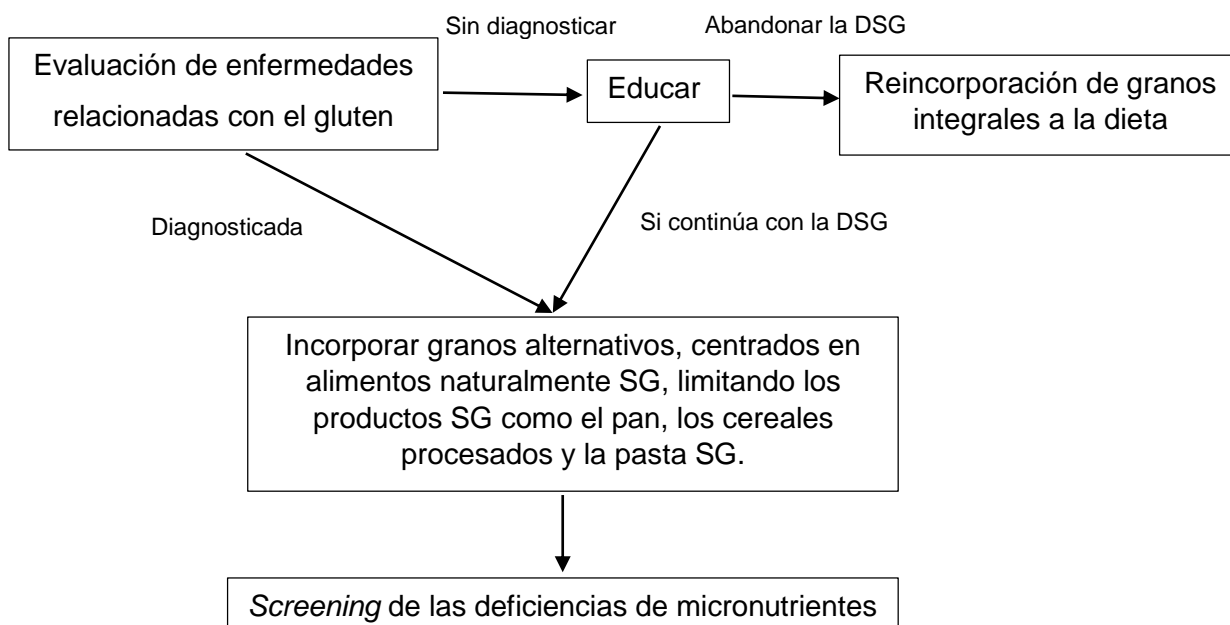 Sin diagnosticar
Abandonar la DSG
Evaluación de enfermedades
relacionadas con el gluten
Educar
Reincorporación de granos
integrales a la dieta
Diagnosticada
Si continúa con la DSG
Incorporar granos alternativos, centrados en
alimentos naturalmente SG, limitando los
productos SG como el pan, los cereales
procesados y la pasta SG.
Screening de las deficiencias de micronutrientes